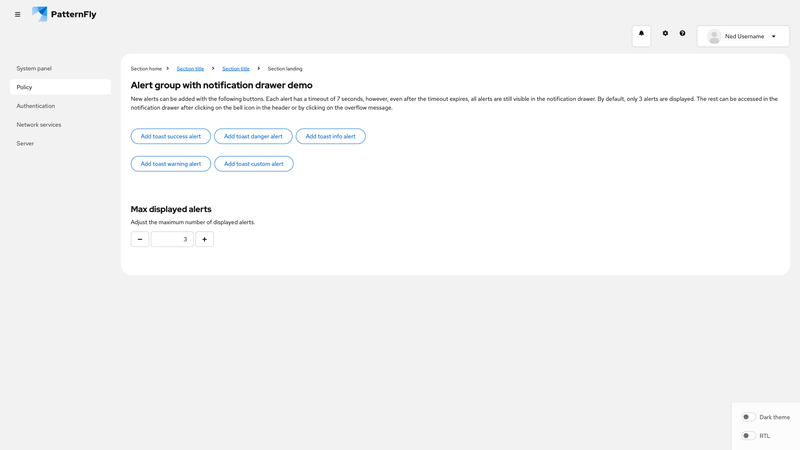 PatternFly
Ned Username
System panel
Policy
Authentication
Network services
Server
Section home
Section title
Section title
Section landing
Alert group with notification drawer demo
New alerts can be added with the following buttons. Each alert has a timeout of 7 seconds, however, even after the timeout expires, all alerts are still visible in the notification drawer. By default, only 3 alerts are displayed. The rest can be accessed in the
notification drawer after clicking on the bell icon in the header or by clicking on the overflow message.
Add toast success alert
Add toast danger alert
Add toast info alert
Add toast warning alert
Add toast custom alert
Max displayed alerts
Adjust the maximum number of displayed alerts.
3
Dark theme
RTL